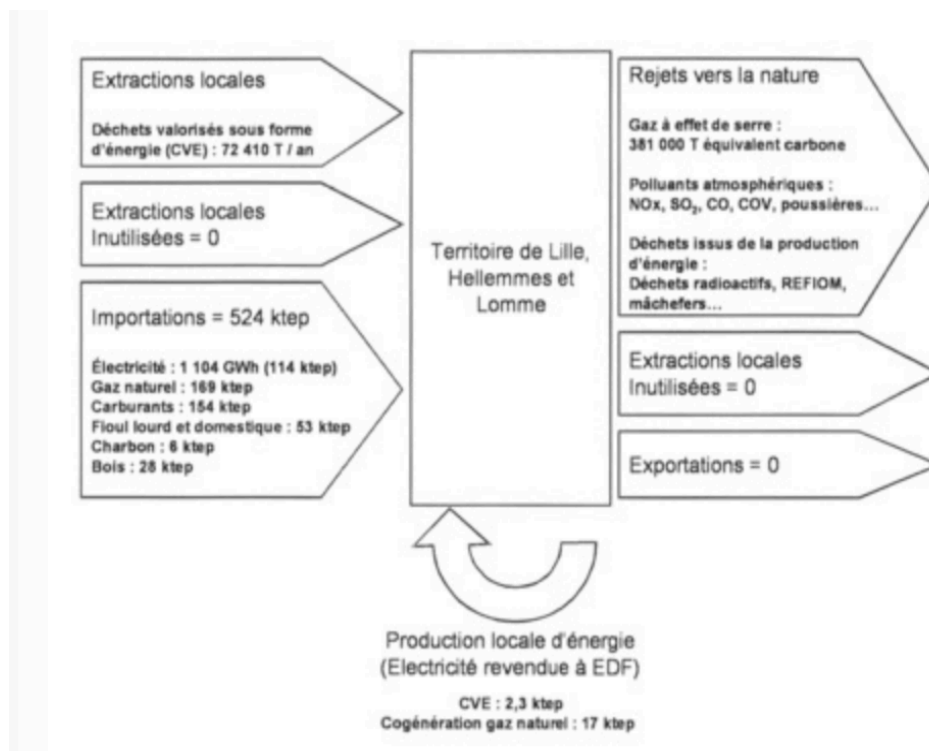 Extractions locales
Déchets valorisés sous forme
d'énergie (CVE) : 72 410 T / an
Extractions locales
Inutilisées = 0
Importations = 524 ktep
Électricité : 1 104 GWh (114 ktep)
Gaz naturel : 169 ktep
Carburants : 154 ktep
Fioul lourd et domestique : 53 ktep
Charbon : 6 ktep
Bois : 28 ktep
Territoire de Lille,
Hellemmes et
Lomme
Rejets vers la nature
Gaz à effet de serre :
381 000 T équivalent carbone
Polluants atmosphériques :
NOx, SO₂, CO, COV, poussières...
Déchets issus de la production
d'énergie :
Déchets radioactifs, REFIOM,
mâchefers...
Extractions locales
Inutilisées = 0
Exportations = 0
Production locale d'énergie
(Electricité revendue à EDF)
CVE : 2,3 ktep
Cogénération gaz naturel : 17 ktep